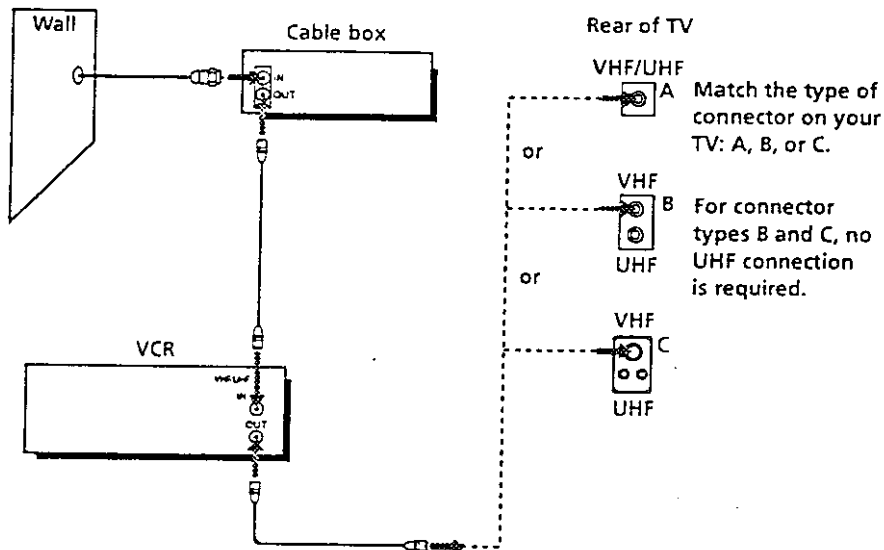 Wall
Cable box
IN
OUT
Rear of TV
VHF/UHF
A
Match the type of
connector on your
TV: A, B, or C.
or
VHF
B
UHF
For connector
types B and C, no
UHF connection
is required.
or
VHF
C
UHF
VCR
VHF/UHF
IN
OUT